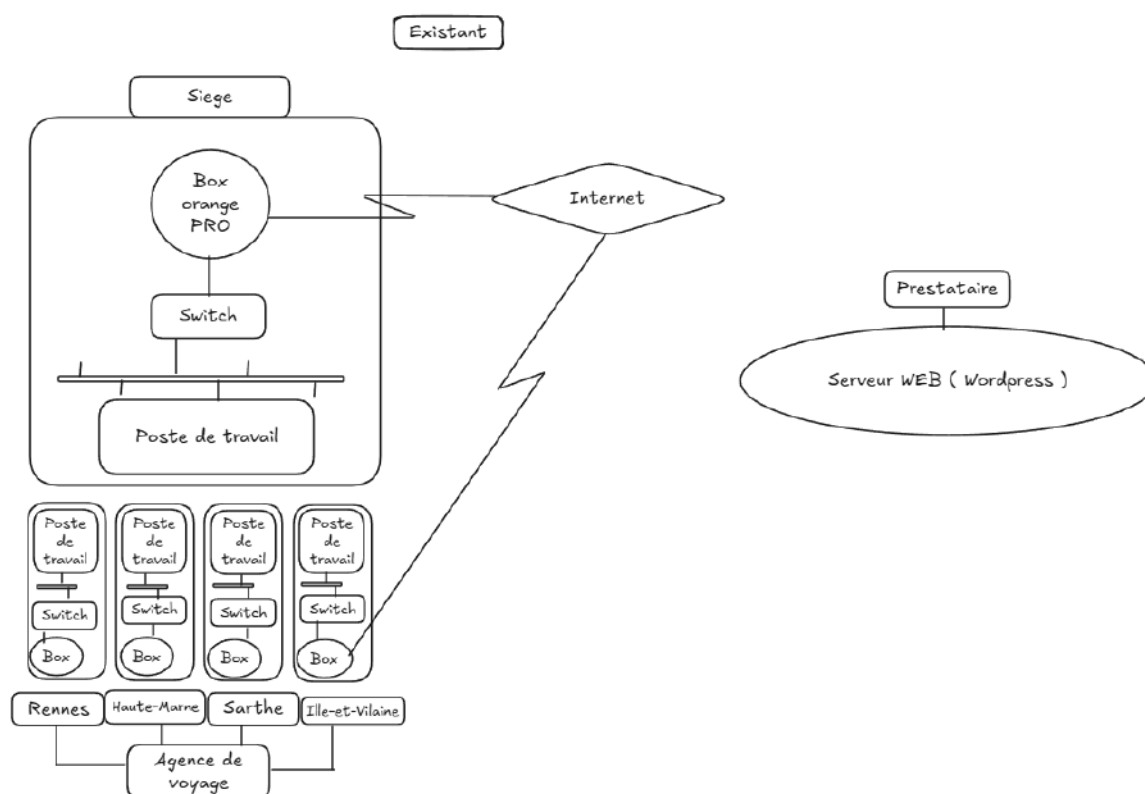 Existant
Siege
Box
orange
PRO
Internet
Switch
Prestataire
Serveur WEB ( Wordpress )
Poste de travail
Poste
de
travail
Poste
de
travail
Poste
de
travail
Poste
de
travail
Switch
Switch
Switch
Switch
Box
Box
Box
Box
Rennes
Haute-Marne
Sarthe
Ille-et-Vilaine
Agence de
voyage